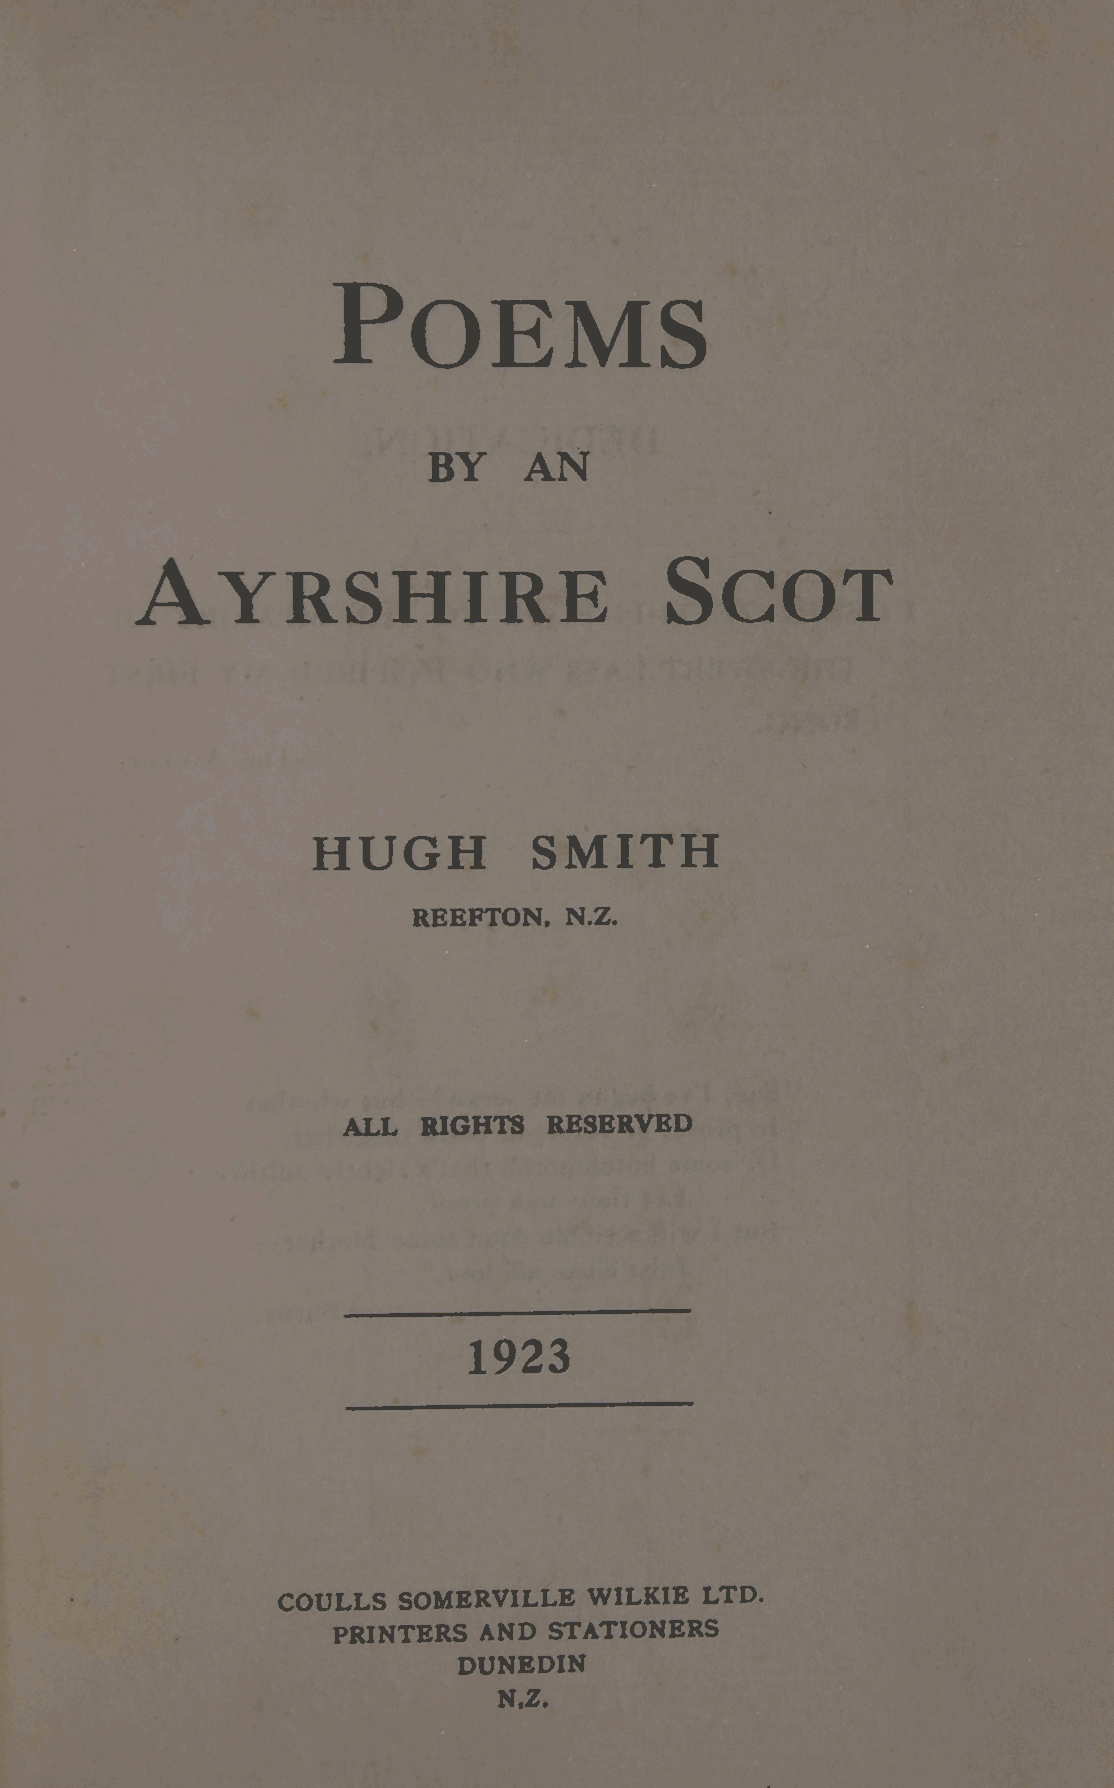 POEMS
BY AN
AYRSHIRE SCOT
HUGH SMITH
REEFTON, N.Z.
ALL RIGHTS RESERVED
1923
COULLS SOMERVILLE WILKIE LTD.
PRINTERS AND STATIONERS
DUNEDIN
N.Z.